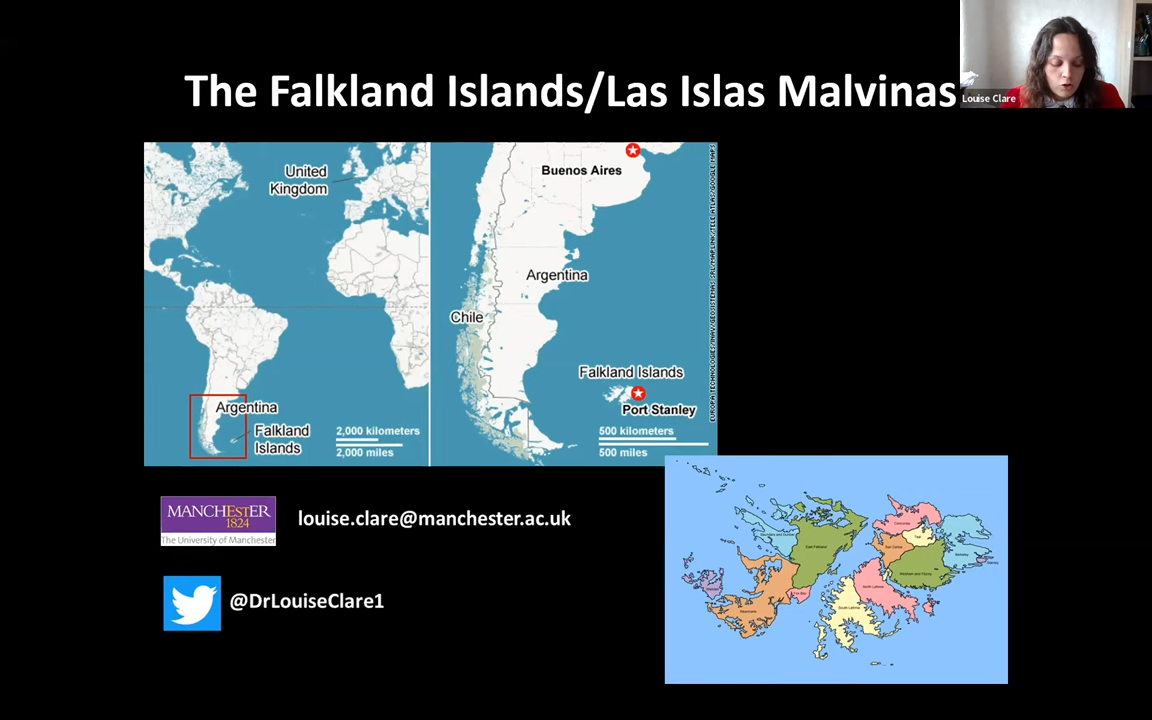 The Falkland Islands/Las Islas Malvinas
Louise Clare
United
Kingdom
Argentina
Falkland
Islands
2,000 kilometers
2,000 miles
Buenos Aires
Argentina
Chile
Falkland Islands
Port Stanley
500 kilometers
500 miles
MANCHESTER
1824
The University of Manchester
louise.clare@manchester.ac.uk
@DrLouiseClare1